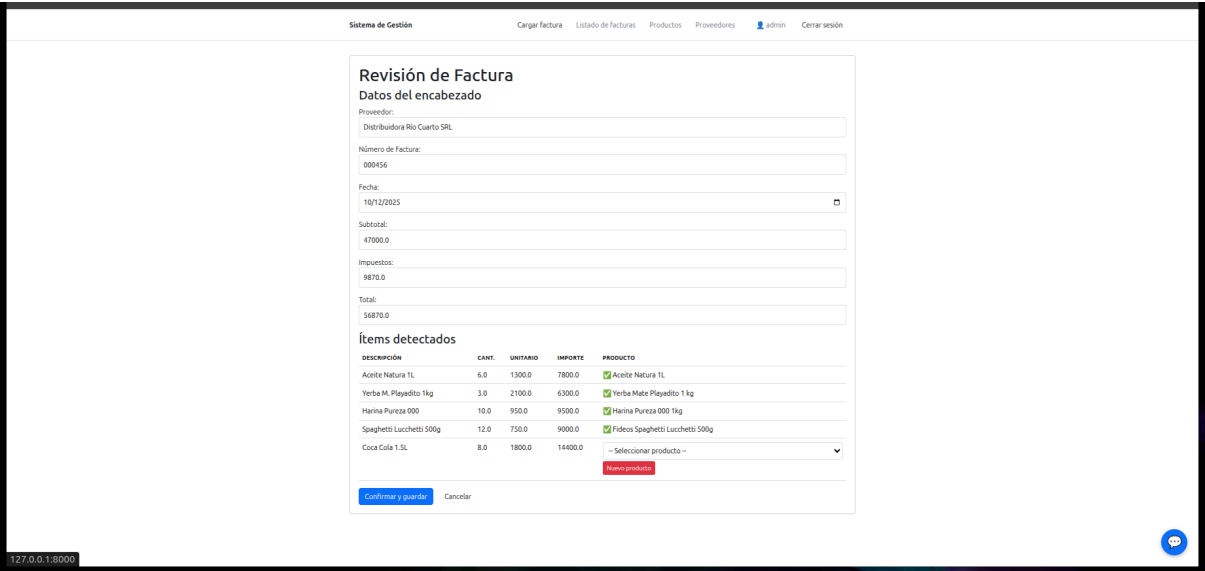 Sistema de Gestión Cargar factura Listado de facturas Productos Proveedores admin Cerrar sesión
Revisión de Factura
Datos del encabezado
Proveedor:
Distribuidora Río Cuarto SRL
Número de Factura:
000456
Fecha:
10/12/2025
Subtotal:
47000.0
Impuestos:
9870.0
Total:
56870.0
Ítems detectados
DESCRIPCIÓN CANT. UNITARIO IMPORTE PRODUCTO
Aceite Natura 1L 6.0 1300.0 7800.0 ✅ Aceite Natura 1L
Yerba M. Playadito 1kg 3.0 2100.0 6300.0 ✅ Yerba Mate Playadito 1 kg
Harina Pureza 000 10.0 950.0 9500.0 ✅ Harina Pureza 000 1kg
Spaghetti Lucchetti 500g 12.0 750.0 9000.0 ✅ Fideos Spaghetti Lucchetti 500g
Coca Cola 1.5L 8.0 1800.0 14400.0 -- Seleccionar producto --
Nuevo producto
Confirmar y guardar Cancelar
127.0.0.1:8000